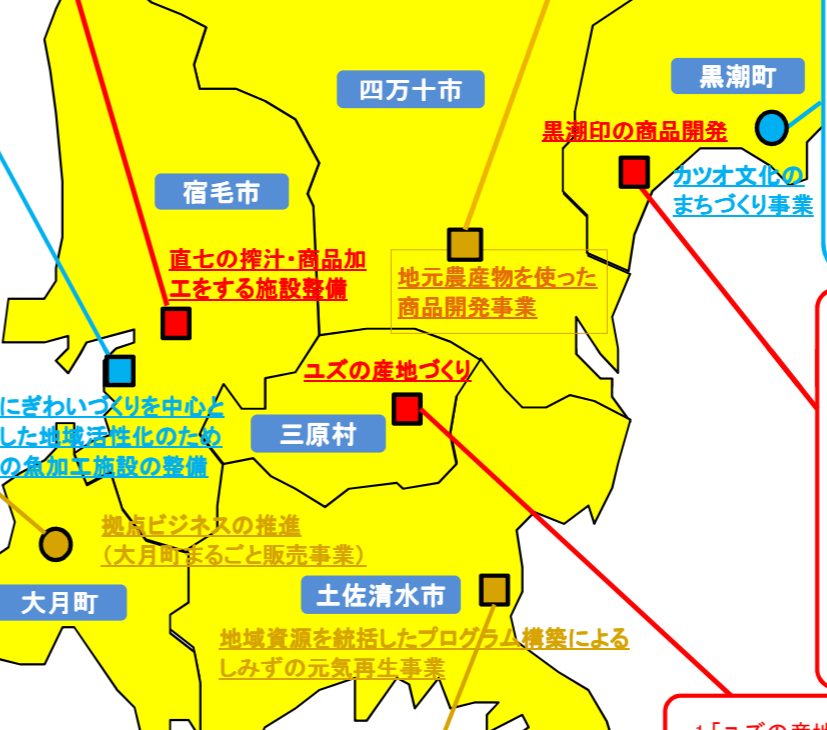 黒潮町
四万十市
黒潮印の商品開発
カツオ文化の
まちづくり事業
宿毛市
直七の搾汁・商品加
工をする施設整備
地元農産物を使った
商品開発事業
ユズの産地づくり
にぎわいづくりを中心と
した地域活性化のため
の魚加工施設の整備
三原村
拠点ビジネスの推進
（大月町まるごと販売事業）
大月町
土佐清水市
地域資源を統括したプログラム構築による
しみずの元気再生事業
1「ユズの産地